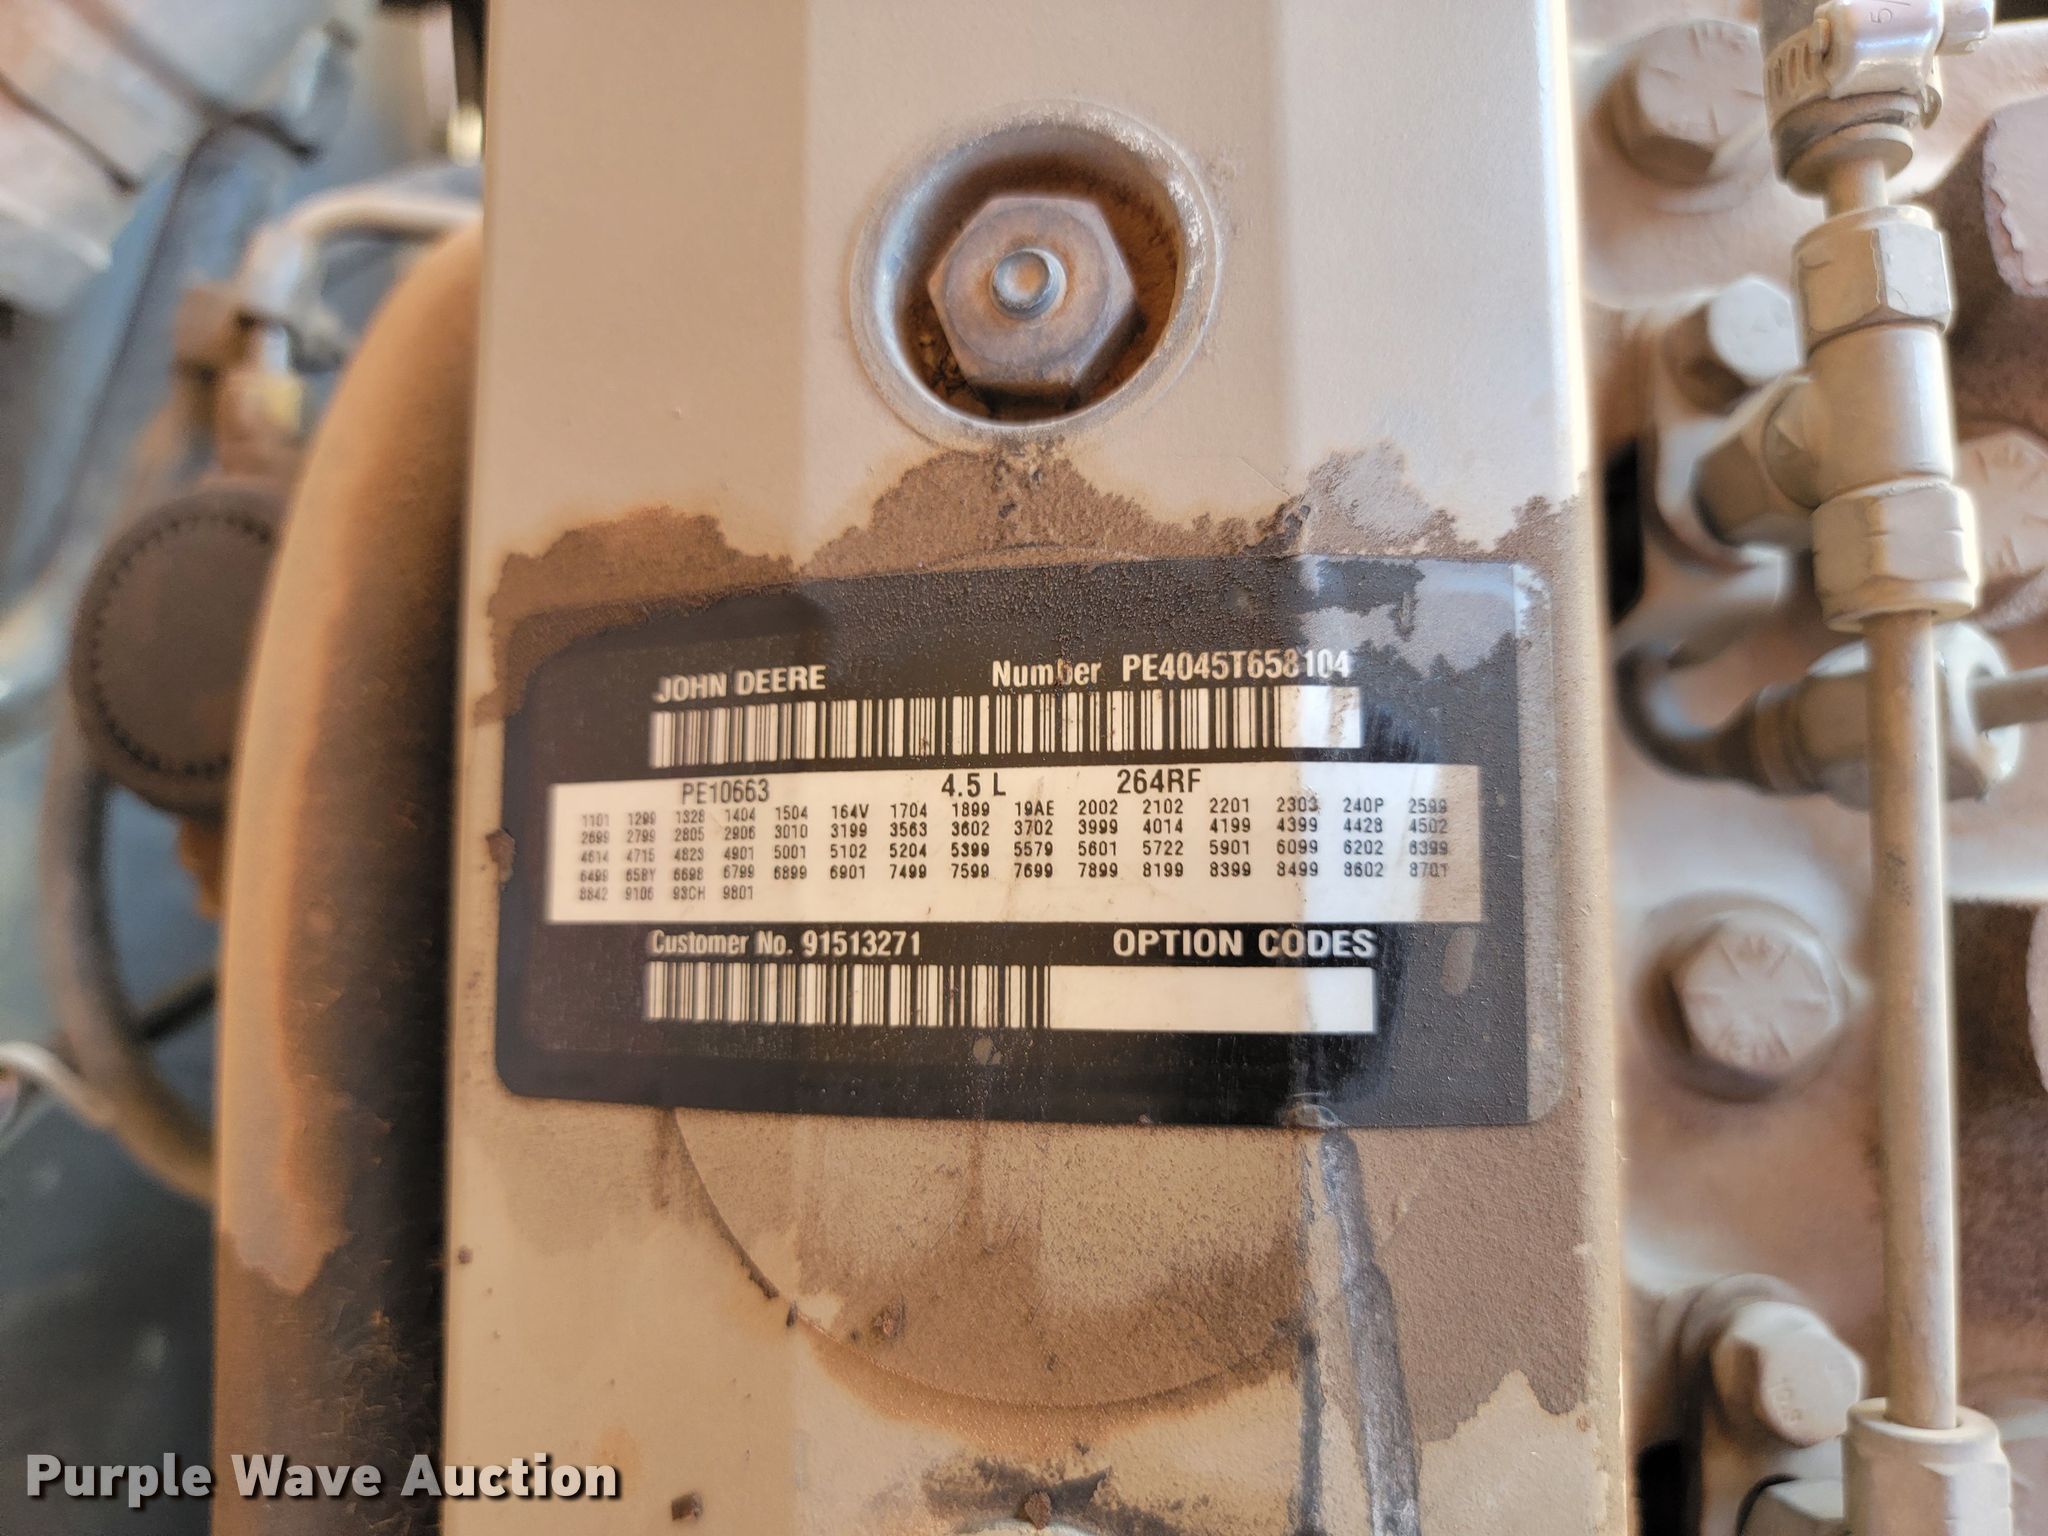 JOHN DEERE Number PE4045T658104
PE10663 4.5 L 264RF
1101 1299 1328 1404 1504 164V 1704 1899 19AE 2002 2102 2201 2303 240P 2599
2699 2799 2805 2906 3010 3199 3563 3602 3702 3999 4014 4199 4399 4428 4502
4614 4715 4823 4901 5001 5102 5204 5399 5579 5601 5722 5901 6099 6202 6399
6499 658Y 6698 6799 6899 6901 7499 7599 7699 7899 8199 8399 8499 8602 8701
8842 9106 93CH 9801
Customer No. 91513271 OPTION CODES
Purple Wave Auction